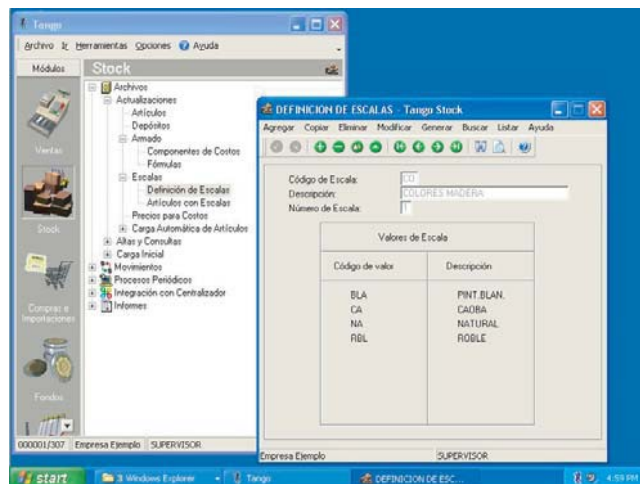 Tango
Archivo Ir Herramientas Opciones Ayuda
Módulos
Stock
Ventas
Stock
Compras e Importaciones
Fondos
Archivos
Actualizaciones
Artículos
Depósitos
Armado
Componentes de Costos
Fórmulas
Escalas
Definición de Escalas
Artículos con Escalas
Precios para Costos
Carga Automática de Artículos
Altas y Consultas
Carga Inicial
Movimientos
Procesos Periódicos
Integración con Centralizador
Informes
000001/307 Empresa Ejemplo SUPERVISOR
DEFINICION DE ESCALAS - Tango Stock
Agregar Copiar Eliminar Modificar Generar Buscar Listar Ayuda
Código de Escala: CO
Descripción: COLORES MADERA
Número de Escala: 1
Valores de Escala
Código de valor Descripción
BLA PINT.BLAN.
CA CAOBA
NA NATURAL
RBL ROBLE
Empresa Ejemplo SUPERVISOR
start 3 Windows Explorer Tango DEFINICION DE ESC... 4:59 PM